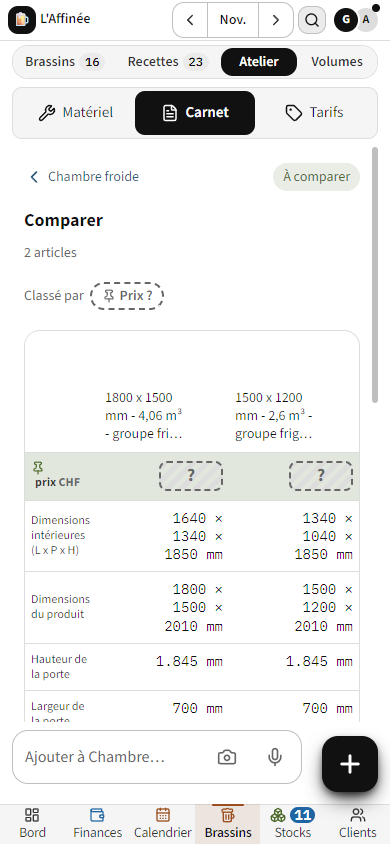 L'Affinée
Nov.
G
A
Brassins 16
Recettes 23
Atelier
Volumes
Matériel
Carnet
Tarifs
Chambre froide
À comparer
Comparer
2 articles
Classé par
Prix ?
1800 x 1500
mm - 4,06 m³
- groupe fri…
1500 x 1200
mm - 2,6 m³ -
groupe frig…
prix CHF
?
?
Dimensions
intérieures
(L x P x H)
1640 ×
1340 ×
1850 mm
1340 ×
1040 ×
1850 mm
Dimensions
du produit
1800 ×
1500 ×
2010 mm
1500 ×
1200 ×
2010 mm
Hauteur de
la porte
1.845 mm
1.845 mm
Largeur de
la porte
700 mm
700 mm
Ajouter à Chambre…
Bord
Finances
Calendrier
Brassins
11
Stocks
Clients